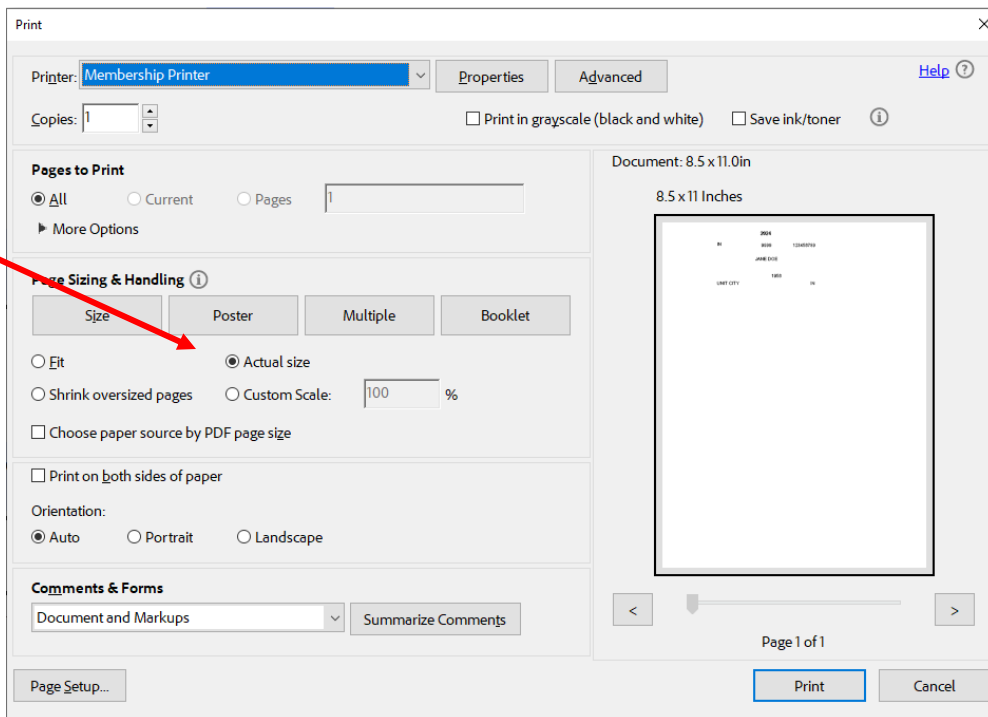 Print
Printer: Membership Printer Properties Advanced Help
Copies: 1 Print in grayscale (black and white) Save ink/toner
Pages to Print
All Current Pages 1
More Options
Page Sizing & Handling
Size Poster Multiple Booklet
Fit Actual size
Shrink oversized pages Custom Scale: 100 %
Choose paper source by PDF page size
Print on both sides of paper
Orientation:
Auto Portrait Landscape
Comments & Forms
Document and Markups Summarize Comments
Page Setup...
Document: 8.5 x 11.0in
8.5 x 11 Inches
IN
JANE DOE
UNIT CITY IN
< >
Page 1 of 1
Print Cancel